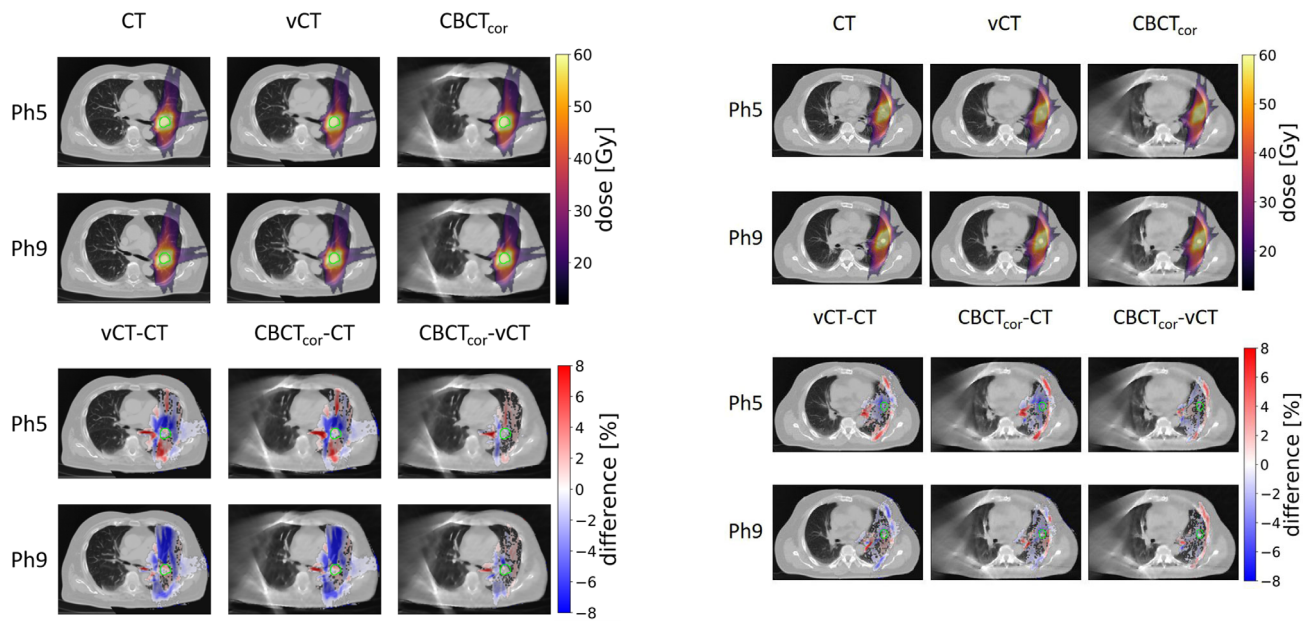 CT vCT CBCTcor
Ph5
Ph9
60
50
40
30
20
dose [Gy]
vCT-CT CBCTcor-CT CBCTcor-vCT
Ph5
Ph9
8
6
4
2
0
−2
−4
−6
−8
difference [%]
CT vCT CBCTcor
Ph5
Ph9
60
50
40
30
20
dose [Gy]
vCT-CT CBCTcor-CT CBCTcor-vCT
Ph5
Ph9
8
6
4
2
0
−2
−4
−6
−8
difference [%]